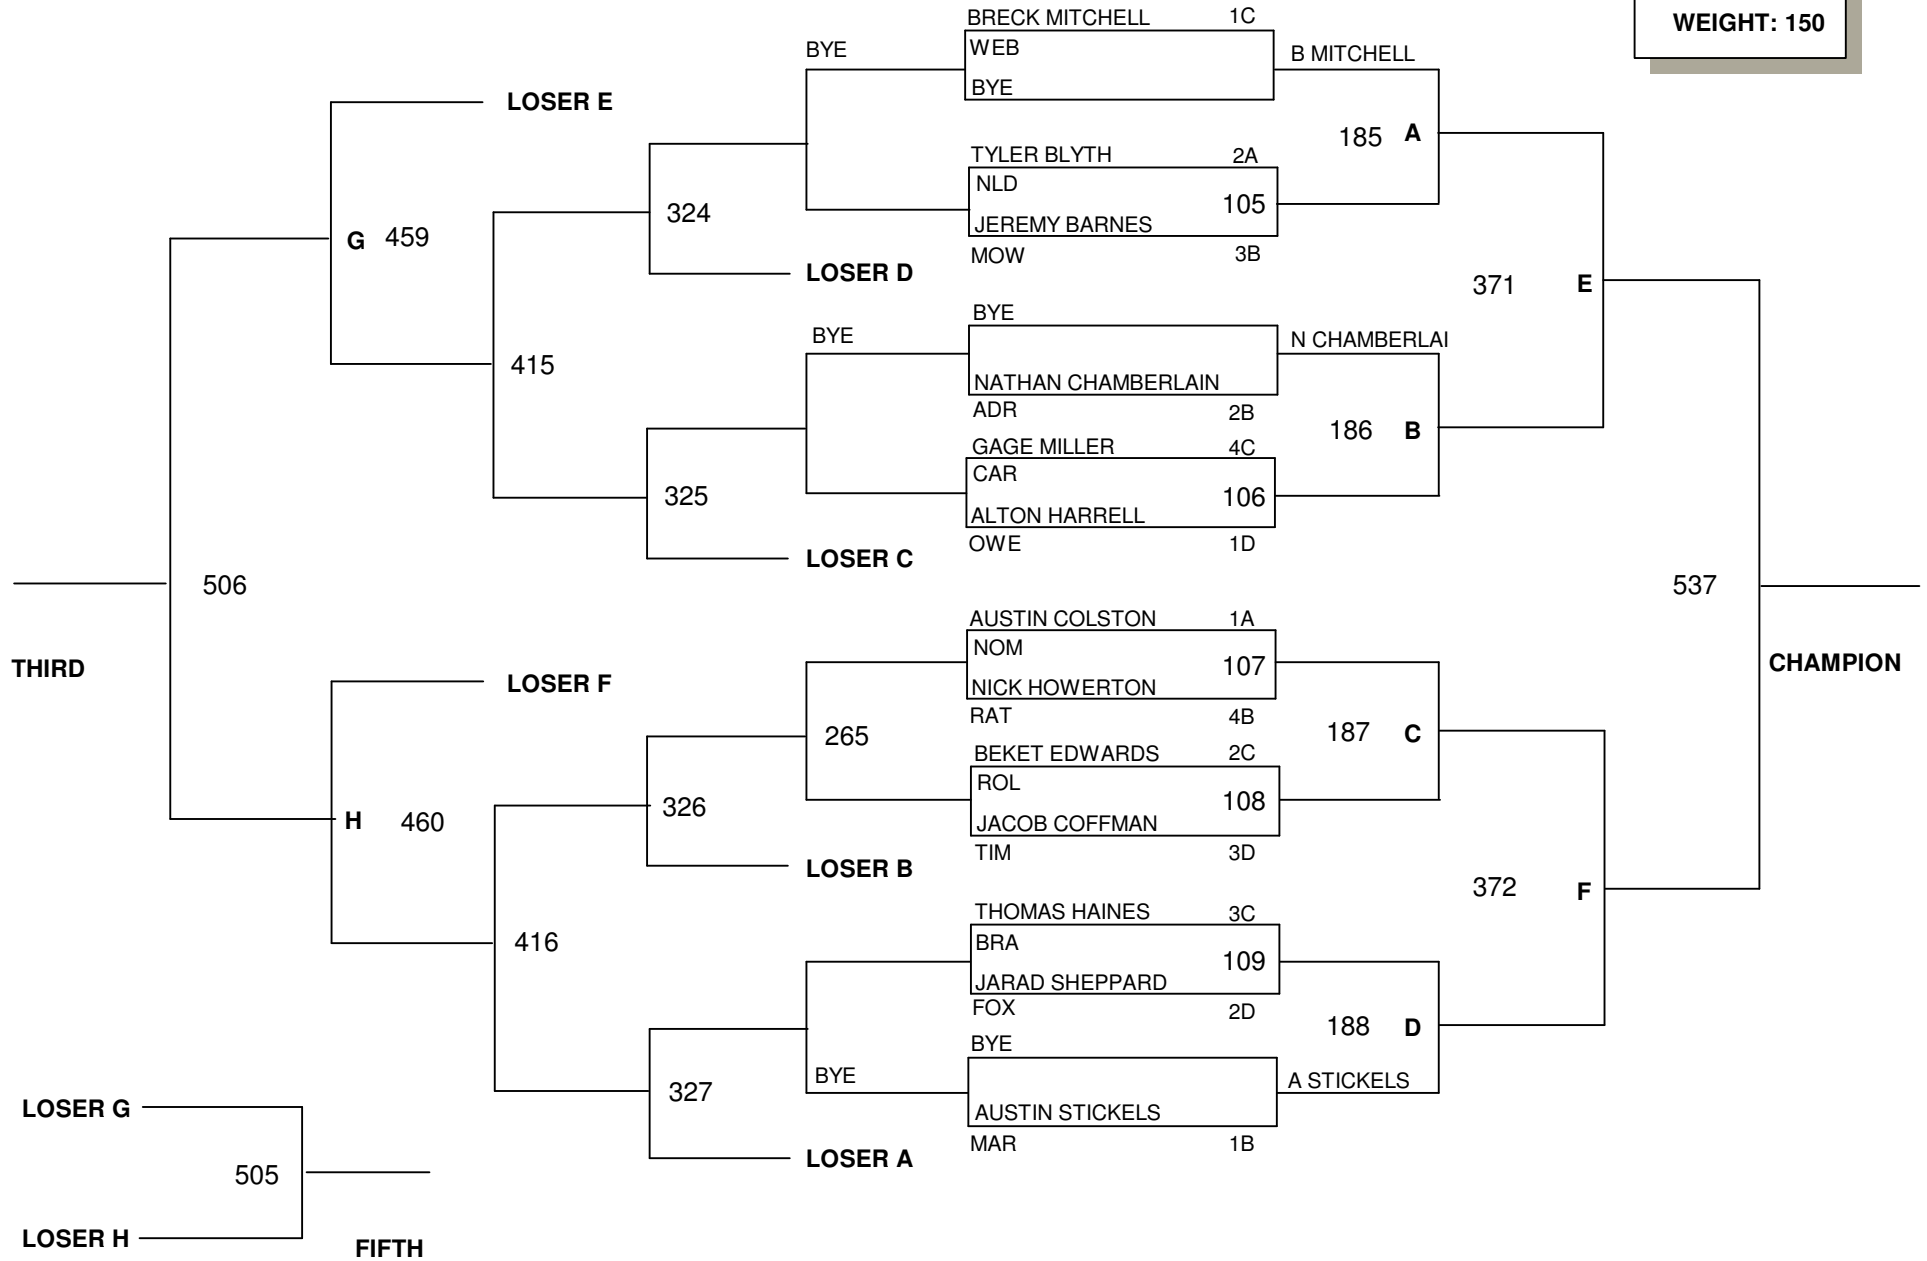 WEIGHT: 150
BRECK MITCHELL 1C
WEB
BYE
BYE
B MITCHELL
LOSER E
185 A
TYLER BLYTH 2A
NLD
105
JEREMY BARNES
MOW 3B
324
G 459
LOSER D
371 E
BYE
BYE
N CHAMBERLAI
NATHAN CHAMBERLAIN
ADR 2B
415
186 B
GAGE MILLER 4C
CAR
106
ALTON HARRELL
OWE 1D
325
LOSER C
506
537
THIRD
CHAMPION
AUSTIN COLSTON 1A
NOM
107
NICK HOWERTON
RAT 4B
LOSER F
265
187 C
BEKET EDWARDS 2C
ROL
108
JACOB COFFMAN
TIM 3D
326
H 460
LOSER B
372 F
THOMAS HAINES 3C
BRA
109
JARAD SHEPPARD
FOX 2D
416
188 D
BYE
BYE
A STICKELS
AUSTIN STICKELS
MAR 1B
327
LOSER A
LOSER G
505
LOSER H
FIFTH